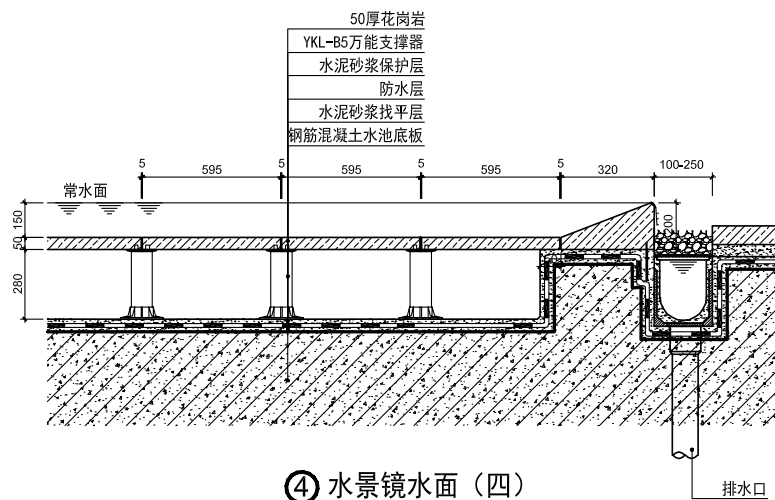 50厚花岗岩
YKL-B5万能支撑器
水泥砂浆保护层
防水层
水泥砂浆找平层
钢筋混凝土水池底板
5 595 5 595 5 595 5 320 100-250
常水面
150
50
280
排水口
④ 水景镜水面（四）